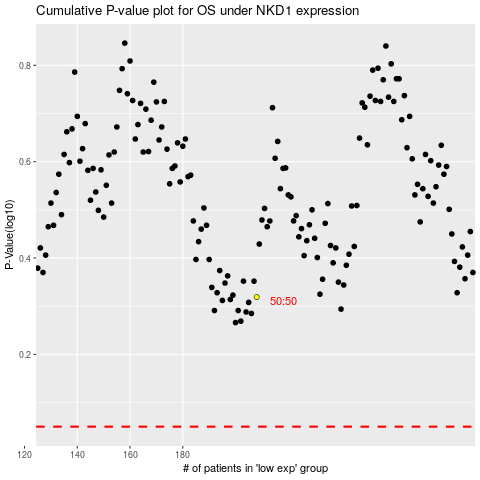 Cumulative P-value plot for OS under NKD1 expression
P-Value(log10)
0.8
0.6
0.4
0.2
50:50
120 140 160 180
# of patients in 'low exp' group